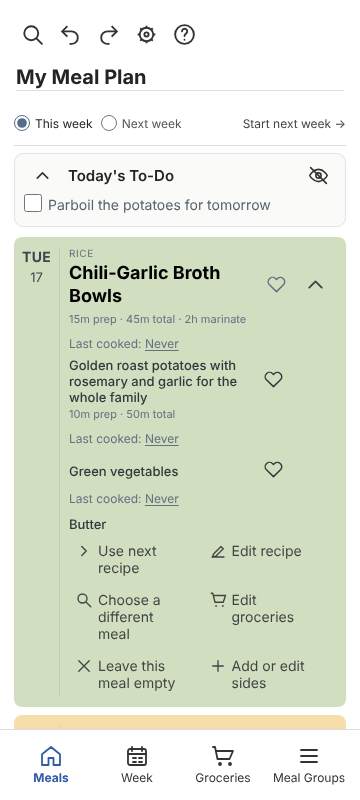 My Meal Plan
This week Next week Start next week →
Today's To-Do
Parboil the potatoes for tomorrow
TUE
17
RICE
Chili-Garlic Broth
Bowls
15m prep · 45m total · 2h marinate
Last cooked: Never
Golden roast potatoes with
rosemary and garlic for the
whole family
10m prep · 50m total
Last cooked: Never
Green vegetables
Last cooked: Never
Butter
Use next
recipe
Edit recipe
Choose a
different
meal
Edit
groceries
Leave this
meal empty
Add or edit
sides
Meals Week Groceries Meal Groups